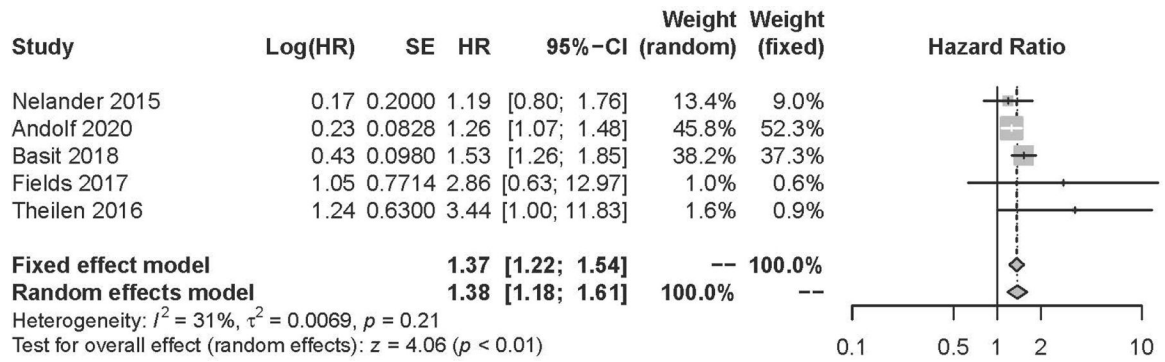 Weight Weight
Study Log(HR) SE HR 95%−CI (random) (fixed) Hazard Ratio
Nelander 2015 0.17 0.2000 1.19 [0.80; 1.76] 13.4% 9.0%
Andolf 2020 0.23 0.0828 1.26 [1.07; 1.48] 45.8% 52.3%
Basit 2018 0.43 0.0980 1.53 [1.26; 1.85] 38.2% 37.3%
Fields 2017 1.05 0.7714 2.86 [0.63; 12.97] 1.0% 0.6%
Theilen 2016 1.24 0.6300 3.44 [1.00; 11.83] 1.6% 0.9%
Fixed effect model 1.37 [1.22; 1.54] −− 100.0%
Random effects model 1.38 [1.18; 1.61] 100.0% −−
Heterogeneity: I² = 31%, τ² = 0.0069, p = 0.21
Test for overall effect (random effects): z = 4.06 (p < 0.01)
0.1 0.5 1 2 10